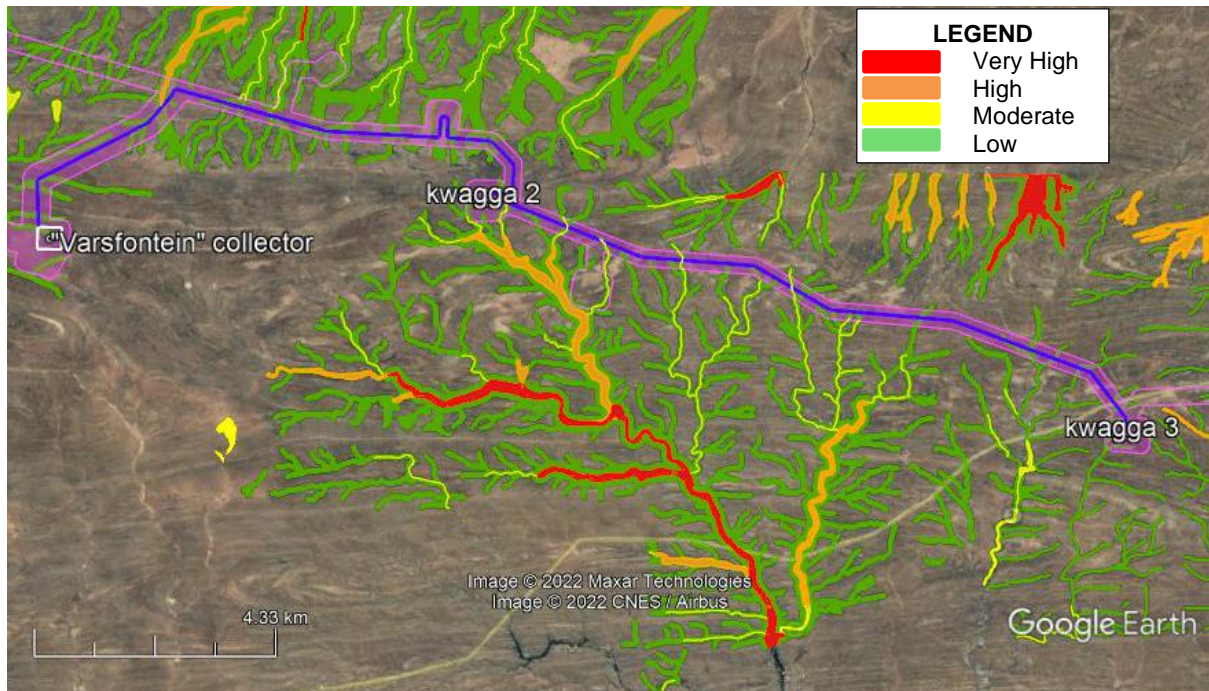 LEGEND
Very High
High
Moderate
Low
kwagga 2
"Varsfontein" collector
kwagga 3
Image © 2022 Maxar Technologies
Image © 2022 CNES / Airbus
4.33 km
Google Earth